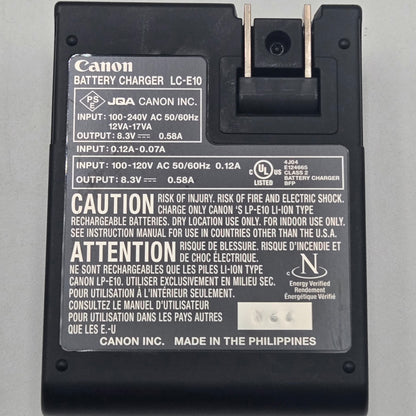 Canon
BATTERY CHARGER LC-E10
PS E JQA CANON INC.
INPUT: 100-240V AC 50/60Hz
12VA-17VA
OUTPUT: 8.3V 0.58A
INPUT: 0.12A-0.07A
INPUT: 100-120V AC 50/60Hz 0.12A
OUTPUT: 8.3V 0.58A
c UL US LISTED
4J04
E124665
CLASS 2
BATTERY CHARGER
BFP
CAUTION RISK OF INJURY. RISK OF FIRE AND ELECTRIC SHOCK.
CHARGE ONLY CANON 'S LP-E10 LI-ION TYPE
RECHARGEABLE BATTERIES. DRY LOCATION USE ONLY. OR FOR INDOOR USE ONLY.
SEE INSTRUCTION MANUAL FOR USE IN COUNTRIES OTHER THAN THE U.S.A.
ATTENTION RISQUE DE BLESSURE. RISQUE D'INCENDIE ET
DE CHOC ÉLECTRIQUE.
NE SONT RECHARGEABLES QUE LES PILES LI-ION TYPE
CANON LP-E10. UTILISER EXCLUSIVEMENT EN MILIEU SEC.
POUR UTILISATION À L'INTÉRIEUR SEULEMENT.
CONSULTEZ LE MANUEL D'UTILISATEUR
POUR UTILISATION DANS LES PAYS AUTRES
QUE LES E.-U
c N
Energy Verified
Rendement
Énergétique Vérifié
CANON INC. MADE IN THE PHILIPPINES